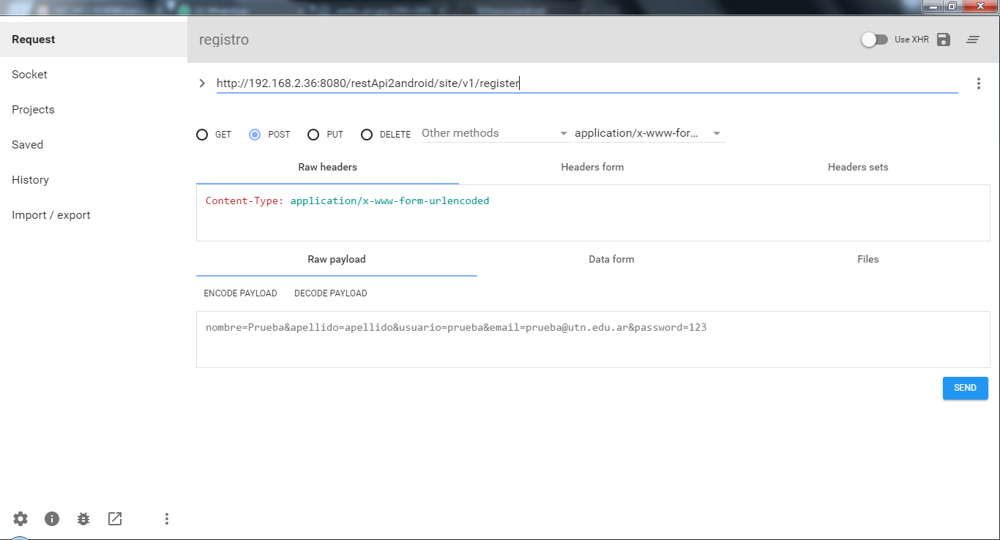 Request
Socket
Projects
Saved
History
Import / export
registro
Use XHR
http://192.168.2.36:8080/restApi2android/site/v1/register
GET POST PUT DELETE Other methods application/x-www-for...
Raw headers Headers form Headers sets
Content-Type: application/x-www-form-urlencoded
Raw payload Data form Files
ENCODE PAYLOAD DECODE PAYLOAD
nombre=Prueba&apellido=apellido&usuario=prueba&email=prueba@utn.edu.ar&password=123
SEND